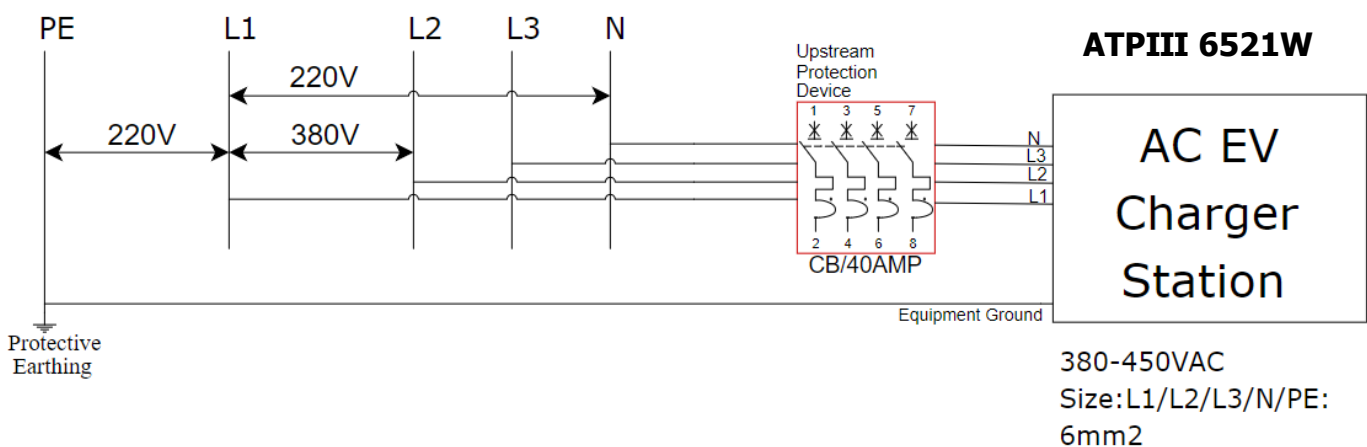 PE
L1
L2
L3
N
ATPIII 6521W
Upstream
Protection
Device
220V
220V
380V
1 3 5 7
N
L3
L2
L1
AC EV
Charger
Station
2 4 6 8
CB/40AMP
Equipment Ground
Protective
Earthing
380-450VAC
Size:L1/L2/L3/N/PE:
6mm2